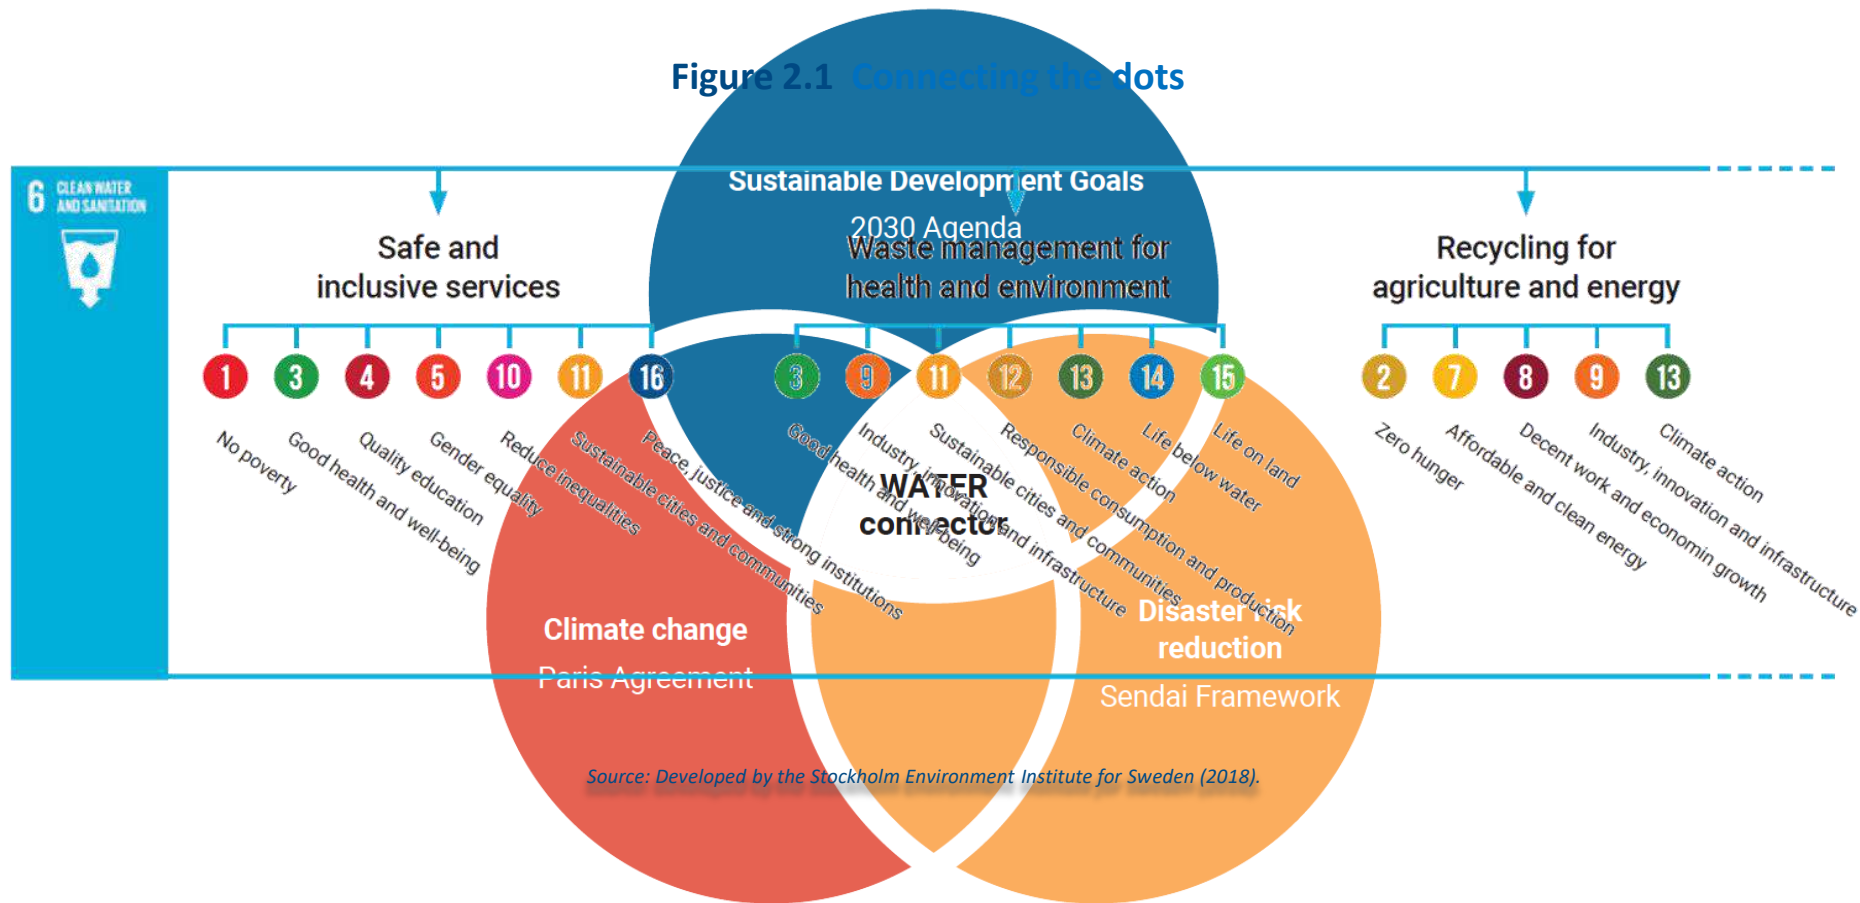 Figure 2.1 Connecting the dots
6 CLEAN WATER
AND SANITATION
Sustainable Development Goals
2030 Agenda
Safe and
inclusive services
Waste management for
health and environment
Recycling for
agriculture and energy
1 3 4 5 10 11 16
3 9 11 12 13 14 15
2 7 8 9 13
No poverty
Good health and well-being
Quality education
Gender equality
Reduce inequalities
Sustainable cities and communities
Peace, justice and strong institutions
Good health and well-being
Industry, innovation and infrastructure
Sustainable cities and communities
Responsible consumption and production
Climate action
Life below water
Life on land
Zero hunger
Affordable and clean energy
Decent work and economin growth
Industry, innovation and infrastructure
Climate action
WATER
connector
Climate change
Paris Agreement
Disaster risk
reduction
Sendai Framework
Source: Developed by the Stockholm Environment Institute for Sweden (2018).